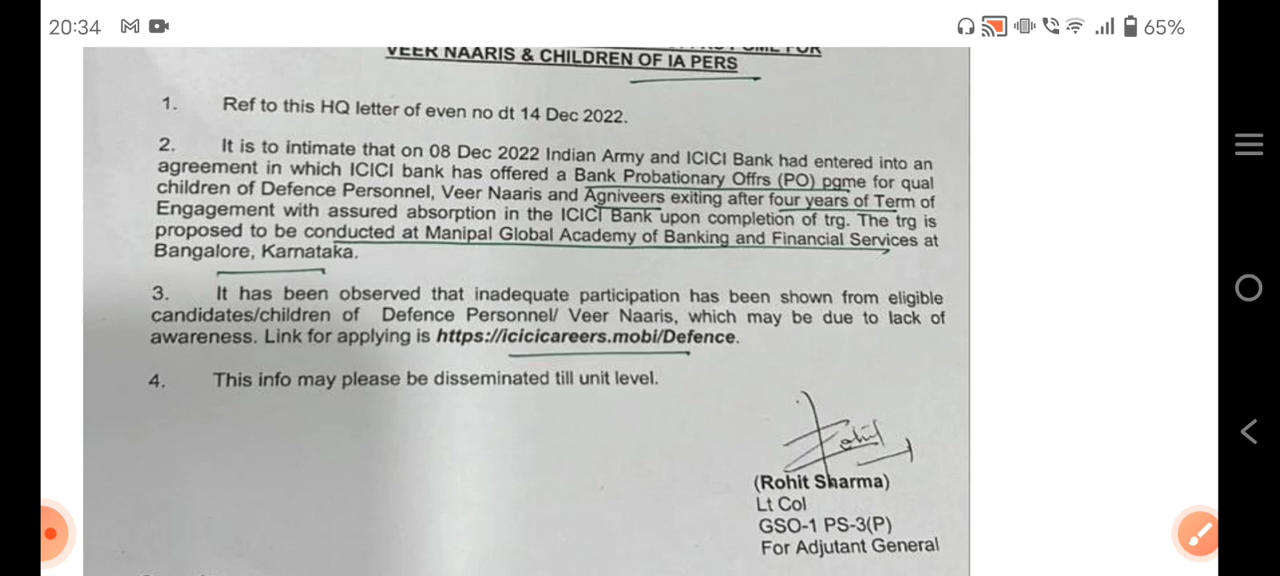 20:34 65%
VEER NAARIS & CHILDREN OF IA PERS
1. Ref to this HQ letter of even no dt 14 Dec 2022.
2. It is to intimate that on 08 Dec 2022 Indian Army and ICICI Bank had entered into an
agreement in which ICICI bank has offered a Bank Probationary Offrs (PO) pgme for qual
children of Defence Personnel, Veer Naaris and Agniveers exiting after four years of Term of
Engagement with assured absorption in the ICICI Bank upon completion of trg. The trg is
proposed to be conducted at Manipal Global Academy of Banking and Financial Services at
Bangalore, Karnataka.
3. It has been observed that inadequate participation has been shown from eligible
candidates/children of Defence Personnel/ Veer Naaris, which may be due to lack of
awareness. Link for applying is https://icicicareers.mobi/Defence.
4. This info may please be disseminated till unit level.
(Rohit Sharma)
Lt Col
GSO-1 PS-3(P)
For Adjutant General